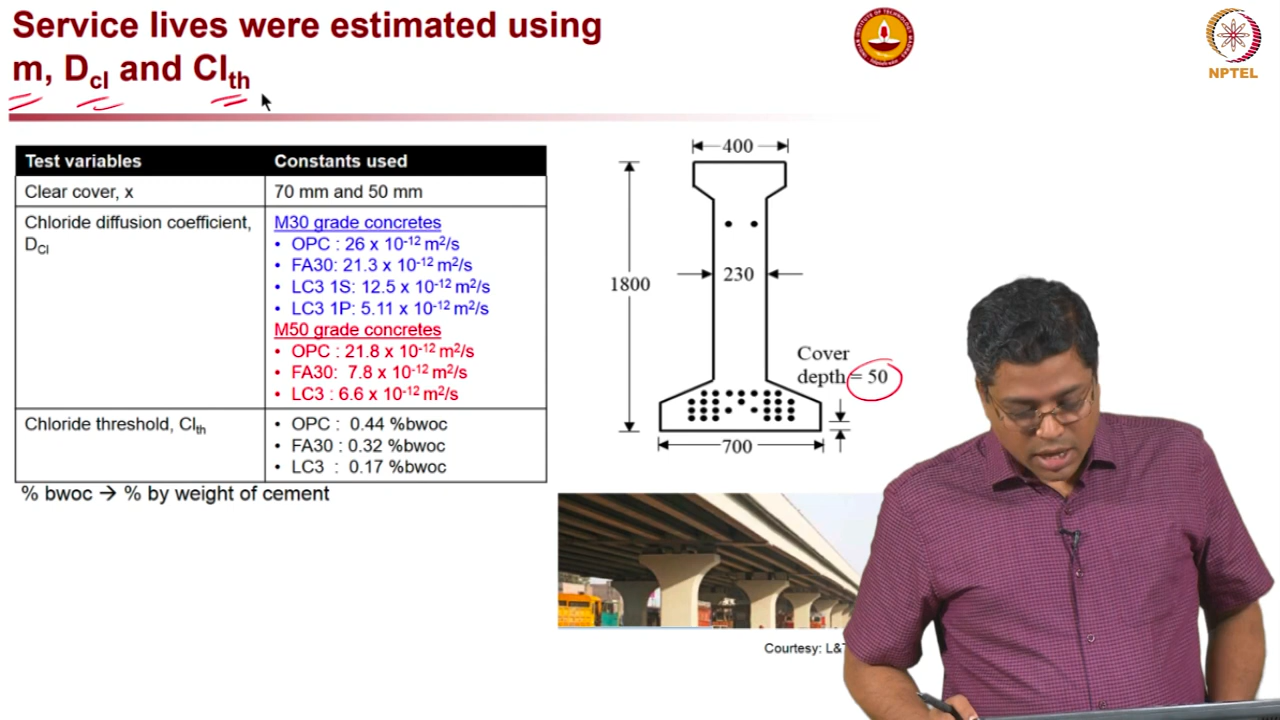 Service lives were estimated using
m, Dcl and Clth
NPTEL
Test variables Constants used
Clear cover, x 70 mm and 50 mm
Chloride diffusion coefficient, DCl
M30 grade concretes
• OPC : 26 x 10-12 m2/s
• FA30: 21.3 x 10-12 m2/s
• LC3 1S: 12.5 x 10-12 m2/s
• LC3 1P: 5.11 x 10-12 m2/s
M50 grade concretes
• OPC : 21.8 x 10-12 m2/s
• FA30: 7.8 x 10-12 m2/s
• LC3 : 6.6 x 10-12 m2/s
Chloride threshold, Clth
• OPC : 0.44 %bwoc
• FA30 : 0.32 %bwoc
• LC3 : 0.17 %bwoc
% bwoc → % by weight of cement
400
230
1800
Cover
depth = 50
700
Courtesy: L&T